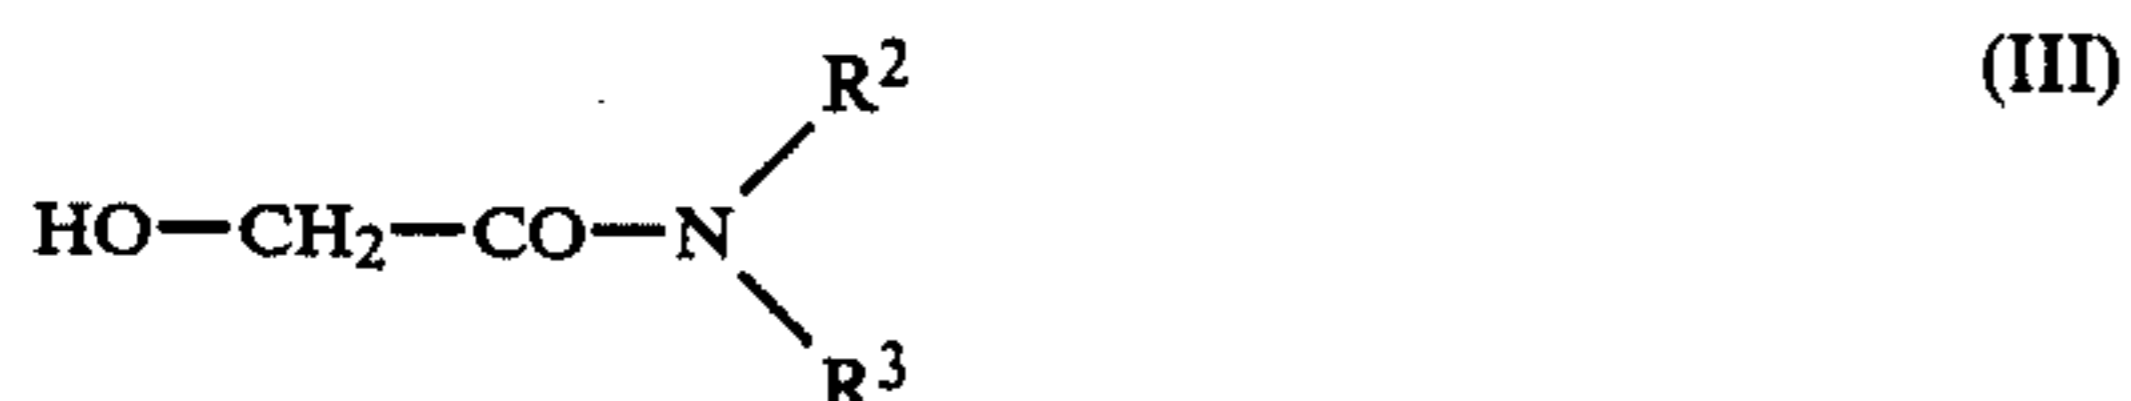 R² (III)
HO—CH₂—CO—N
R³